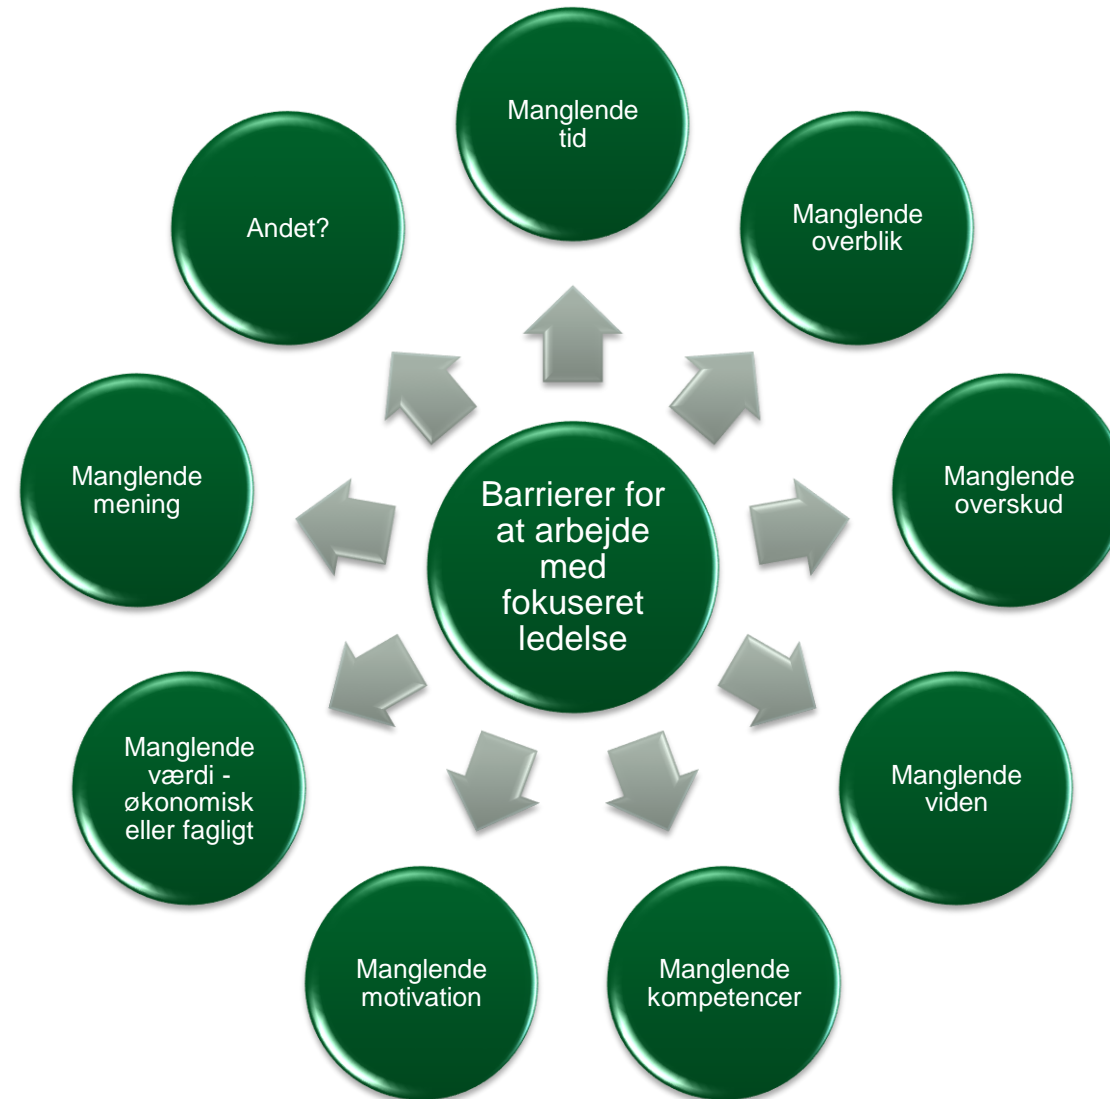 Manglende
tid
Manglende
overblik
Manglende
overskud
Manglende
viden
Manglende
kompetencer
Manglende
motivation
Manglende
værdi -
økonomisk
eller fagligt
Manglende
mening
Andet?
Barrierer for
at arbejde
med
fokuseret
ledelse